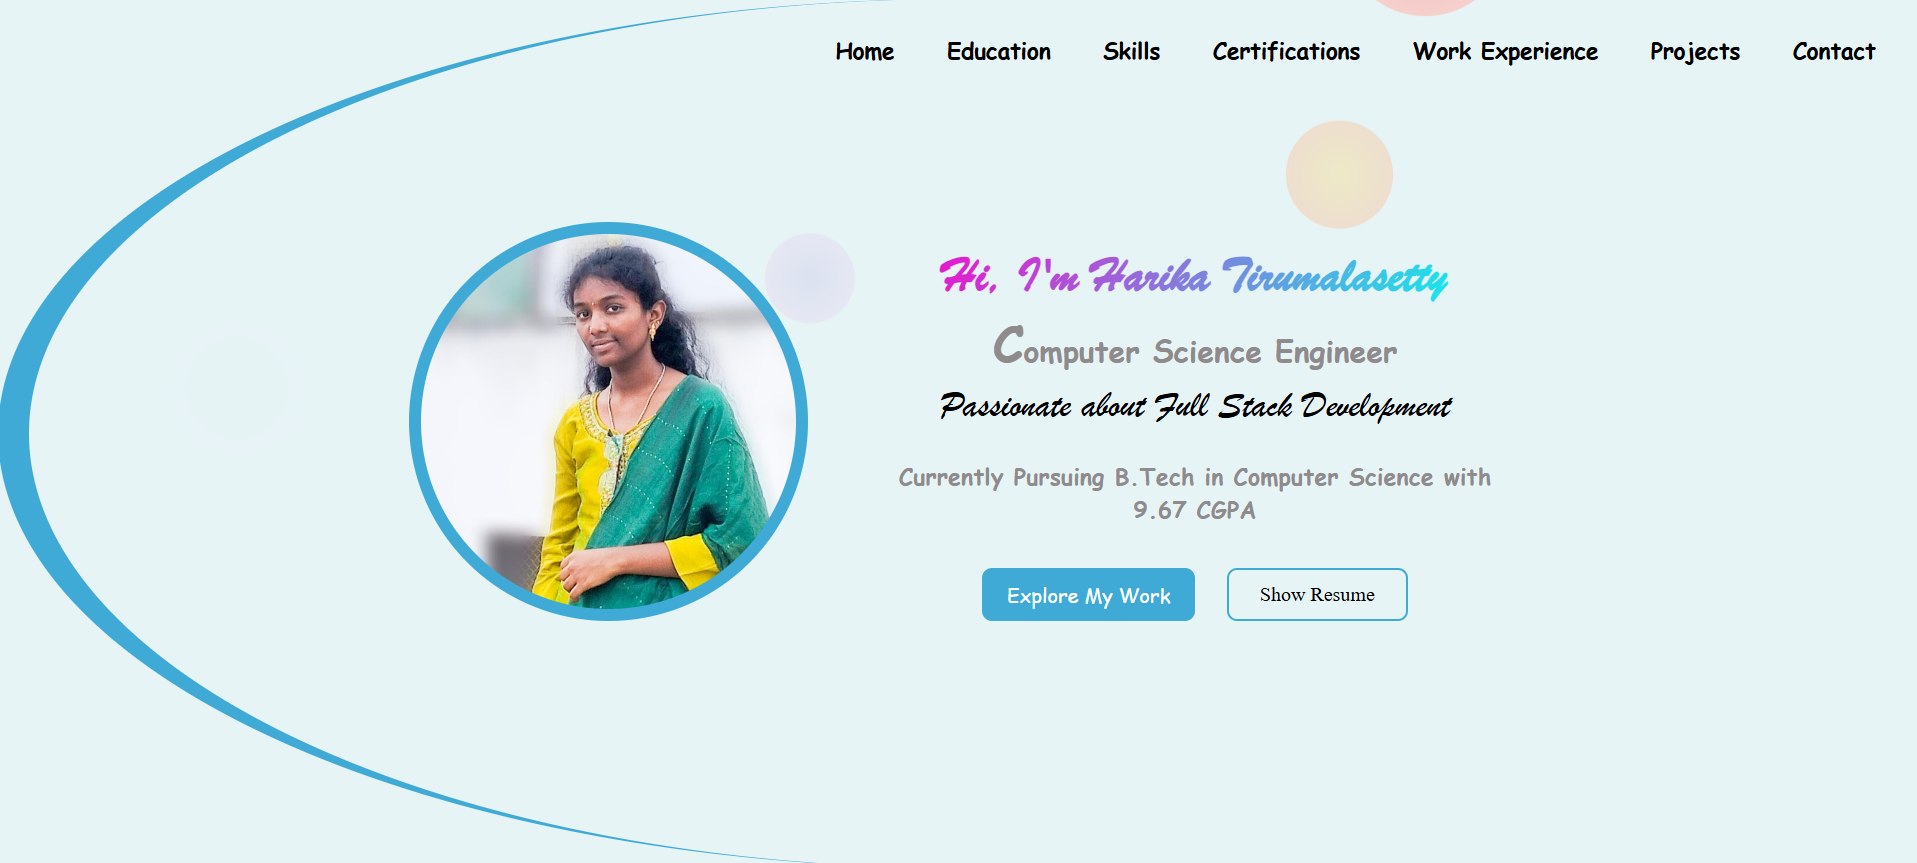 Home Education Skills Certifications Work Experience Projects Contact
Hi, I'm Harika Tirumalasetty
Computer Science Engineer
Passionate about Full Stack Development
Currently Pursuing B.Tech in Computer Science with
9.67 CGPA
Explore My Work Show Resume